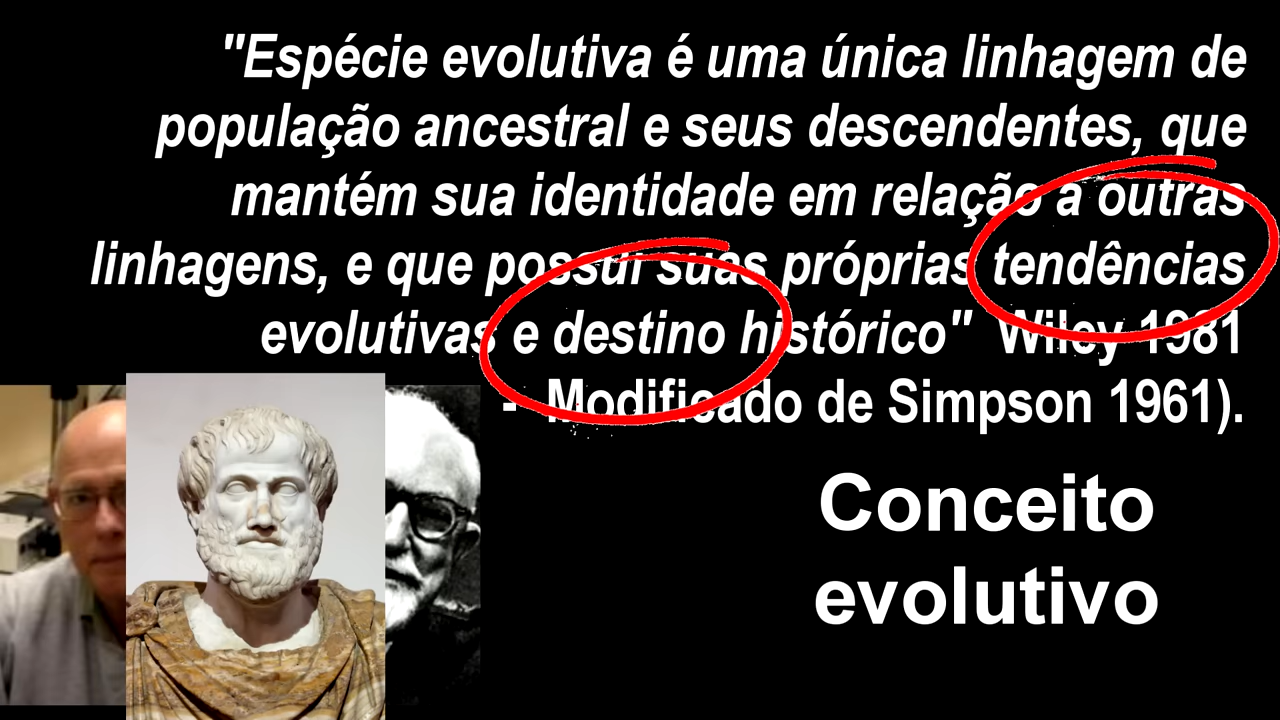 "Espécie evolutiva é uma única linhagem de
população ancestral e seus descendentes, que
mantém sua identidade em relação a outras
linhagens, e que possui suas próprias tendências
evolutivas e destino histórico" Wiley 1981
- Modificado de Simpson 1961).
Conceito
evolutivo